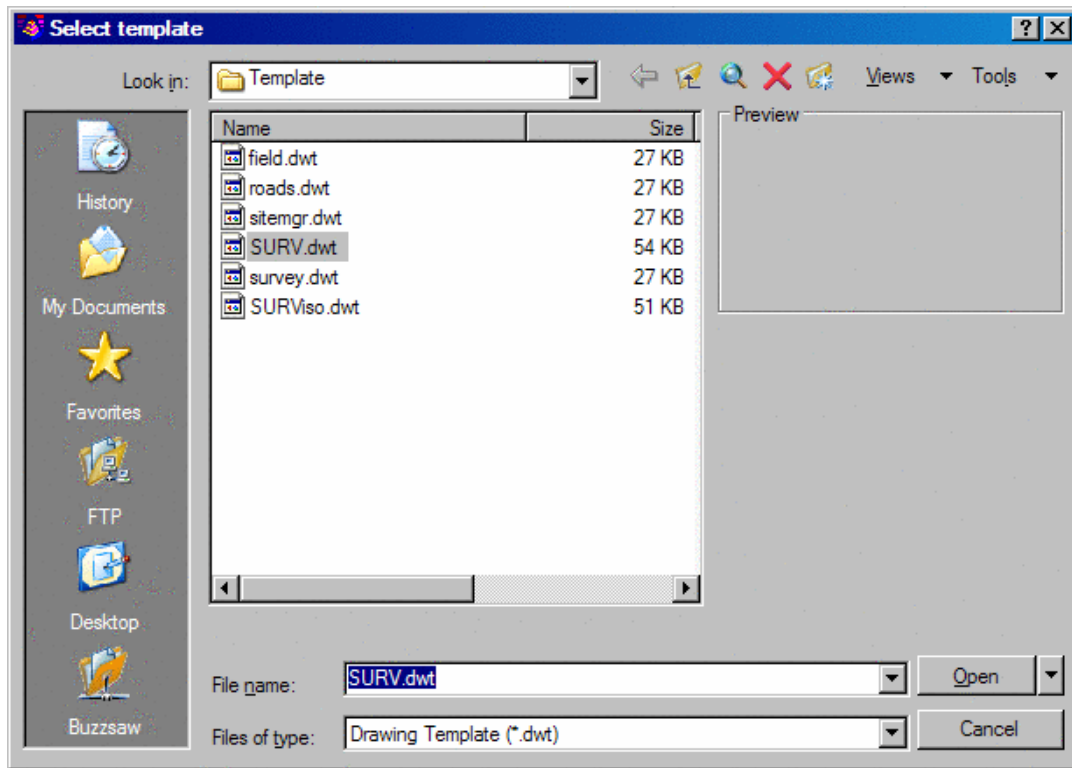 Select template
Look in:
Template
Views
Tools
Name Size
field.dwt 27 KB
roads.dwt 27 KB
sitemgr.dwt 27 KB
SURV.dwt 54 KB
survey.dwt 27 KB
SURViso.dwt 51 KB
Preview
History
My Documents
Favorites
FTP
Desktop
Buzzsaw
File name: SURV.dwt
Open
Files of type: Drawing Template (*.dwt)
Cancel